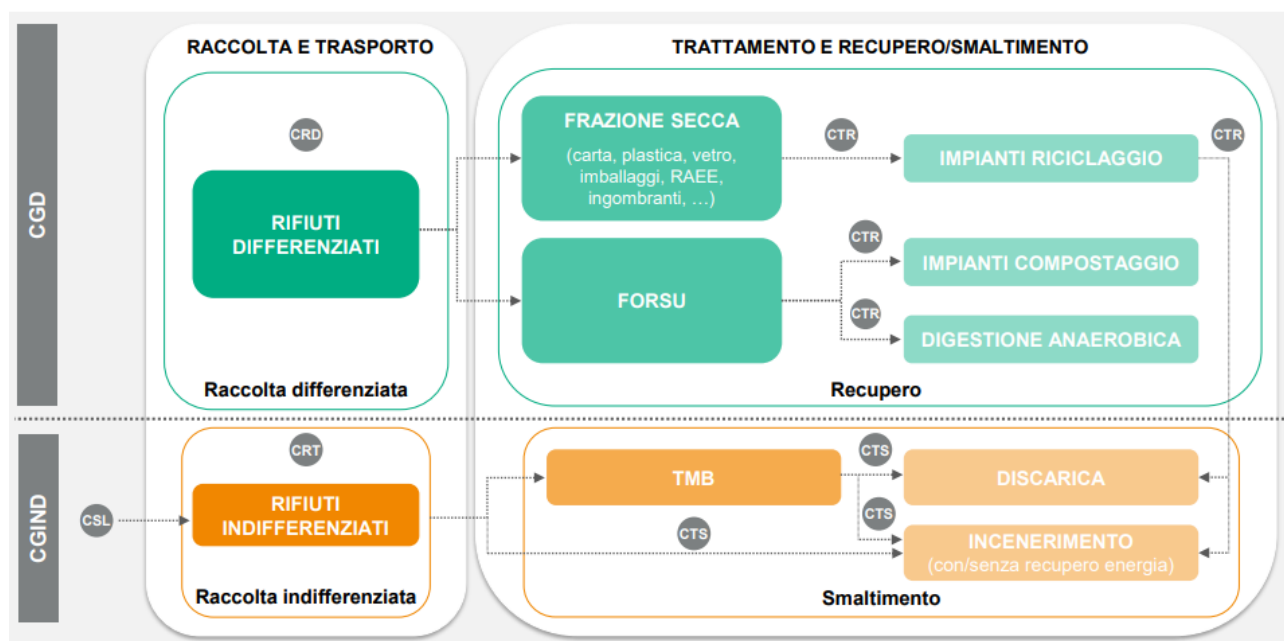 RACCOLTA E TRASPORTO
TRATTAMENTO E RECUPERO/SMALTIMENTO
CGD
CRD
RIFIUTI
DIFFERENZIATI
Raccolta differenziata
FRAZIONE SECCA
(carta, plastica, vetro,
imballaggi, RAEE,
ingombranti, …)
CTR
IMPIANTI RICICLAGGIO
CTR
FORSU
CTR
IMPIANTI COMPOSTAGGIO
CTR
DIGESTIONE ANAEROBICA
Recupero
CGIND
CSL
CRT
RIFIUTI
INDIFFERENZIATI
Raccolta indifferenziata
TMB
CTS
DISCARICA
CTS
CTS
INCENERIMENTO
(con/senza recupero energia)
Smaltimento